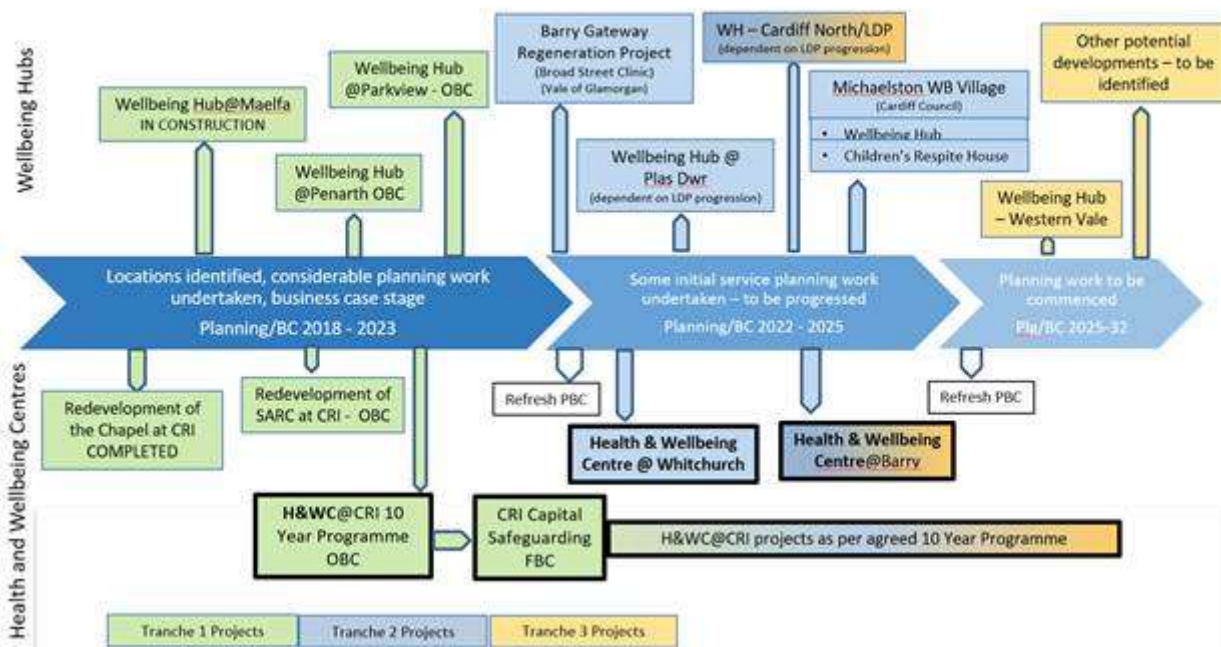 Wellbeing Hubs
Wellbeing Hub@Maelfa
IN CONSTRUCTION
Wellbeing Hub
@Penarth OBC
Wellbeing Hub
@Parkview - OBC
Barry Gateway
Regeneration Project
(Broad Street Clinic)
(Vale of Glamorgan)
Wellbeing Hub @
Plas Dwr
(dependent on LDP progression)
WH – Cardiff North/LDP
(dependent on LDP progression)
Michaelston WB Village
(Cardiff Council)
• Wellbeing Hub
• Children's Respite House
Wellbeing Hub
– Western Vale
Other potential
developments – to be
identified
Locations identified, considerable planning work
undertaken, business case stage
Planning/BC 2018 - 2023
Some initial service planning work
undertaken – to be progressed
Planning/BC 2022 - 2025
Planning work to be
commenced
Plg/BC 2025-32
Health and Wellbeing Centres
Redevelopment of
the Chapel at CRI
COMPLETED
Redevelopment of
SARC at CRI - OBC
Refresh PBC
Health & Wellbeing
Centre @ Whitchurch
Health & Wellbeing
Centre@Barry
Refresh PBC
H&WC@CRI 10
Year Programme
OBC
CRI Capital
Safeguarding
FBC
H&WC@CRI projects as per agreed 10 Year Programme
Tranche 1 Projects
Tranche 2 Projects
Tranche 3 Projects